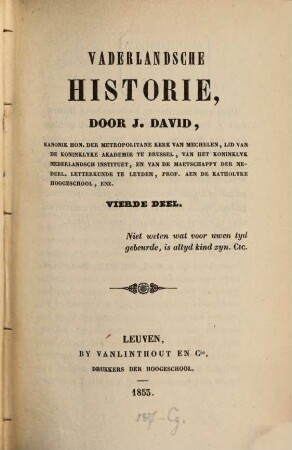 VADERLANDSCHE
HISTORIE,
DOOR J. DAVID,
KANONIK HON. DER METROPOLITANE KERK VAN MECHELEN, LID VAN
DE KONINKLYKE AKADEMIE TE BRUSSEL, VAN HET KONINKLYK
NEDERLANDSCH INSTITUET, EN VAN DE MAETSCHAPPY DER NE-
DERL. LETTERKUNDE TE LEYDEN, PROF. AEN DE KATHOLYKE
HOOGESCHOOL, ENZ.
VIERDE DEEL.
Niet weten wat voor uwen tyd
gebeurde, is altyd kind zyn. CIC.
LEUVEN,
BY VANLINTHOUT EN Cie,
DRUKKERS DER HOOGESCHOOL.
1853.